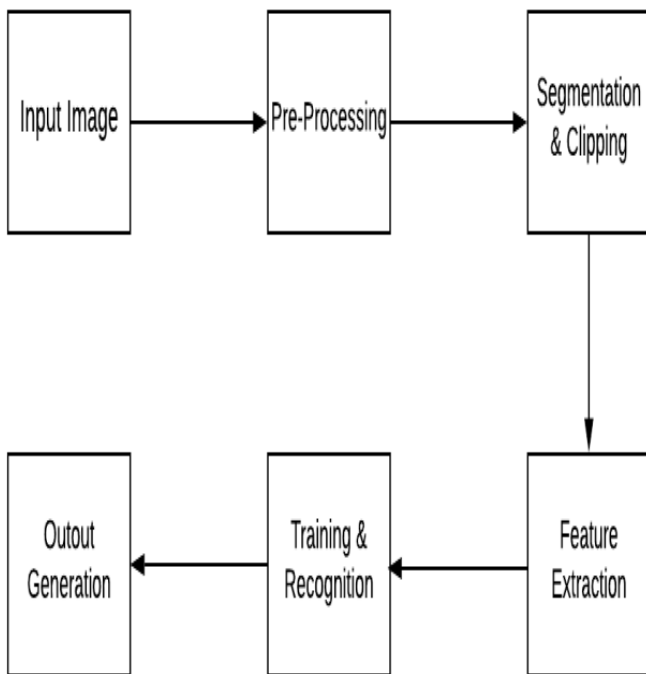 Input Image
Pre-Processing
Segmentation
& Clipping
Feature
Extraction
Training &
Recognition
Outout
Generation